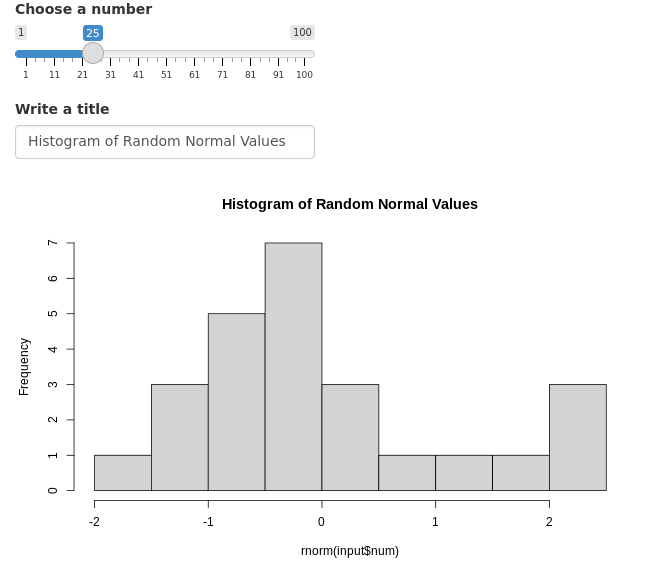 Choose a number
1 25 100
1 11 21 31 41 51 61 71 81 91 100
Write a title
Histogram of Random Normal Values
Histogram of Random Normal Values
7
6
5
4
3
2
1
0
Frequency
-2 -1 0 1 2
rnorm(input$num)